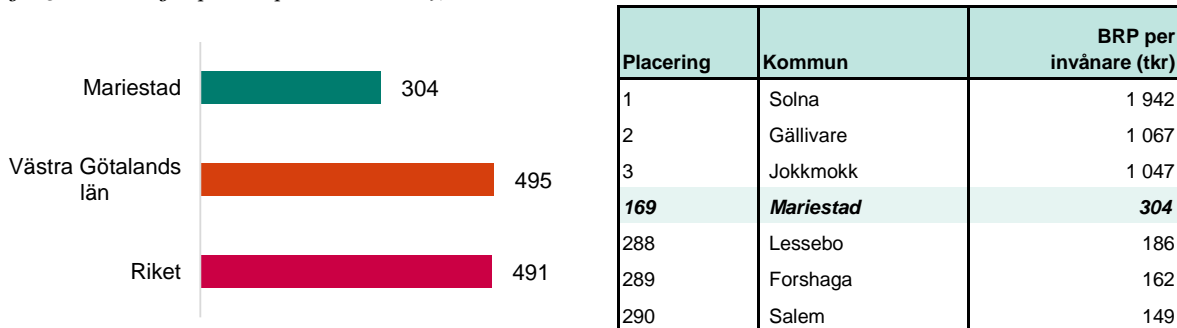 Mariestad 304
Västra Götalands
län
495
Riket 491
Placering Kommun BRP per
invånare (tkr)
1 Solna 1 942
2 Gällivare 1 067
3 Jokkmokk 1 047
169 Mariestad 304
288 Lessebo 186
289 Forshaga 162
290 Salem 149